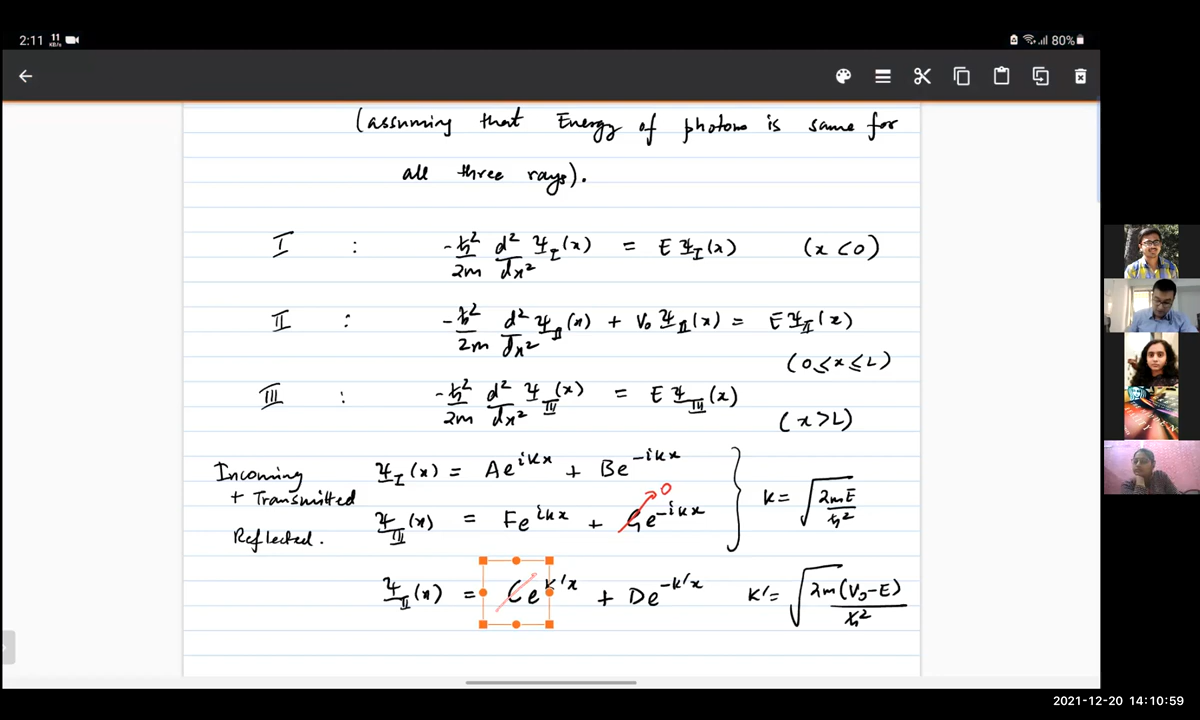 2:11 11 KB/s 80%
(assuming that Energy of photons is same for
all three rays).
I : -ħ²/2m d²/dx² Ψ_I(x) = E Ψ_I(x) (x < 0)
II : -ħ²/2m d²/dx² Ψ_II(x) + V₀ Ψ_II(x) = E Ψ_II(x)
(0 ≤ x ≤ L)
III : -ħ²/2m d²/dx² Ψ_III(x) = E Ψ_III(x)
(x > L)
Incoming Ψ_I(x) = Ae^{ikx} + Be^{-ikx}
+ Transmitted k = √(2mE/ħ²)
Ψ_III(x) = Fe^{ikx} + Ge^{-ikx} 0
Reflected.
Ψ_II(x) = Ce^{k'x} + De^{-k'x} k' = √(2m(V₀-E)/ħ²)
2021-12-20 14:10:59